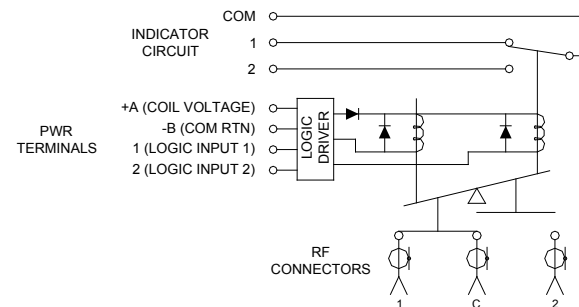 COM
INDICATOR
CIRCUIT
1
2
PWR
TERMINALS
+A (COIL VOLTAGE)
-B (COM RTN)
1 (LOGIC INPUT 1)
2 (LOGIC INPUT 2)
LOGIC
DRIVER
RF
CONNECTORS
1
C
2